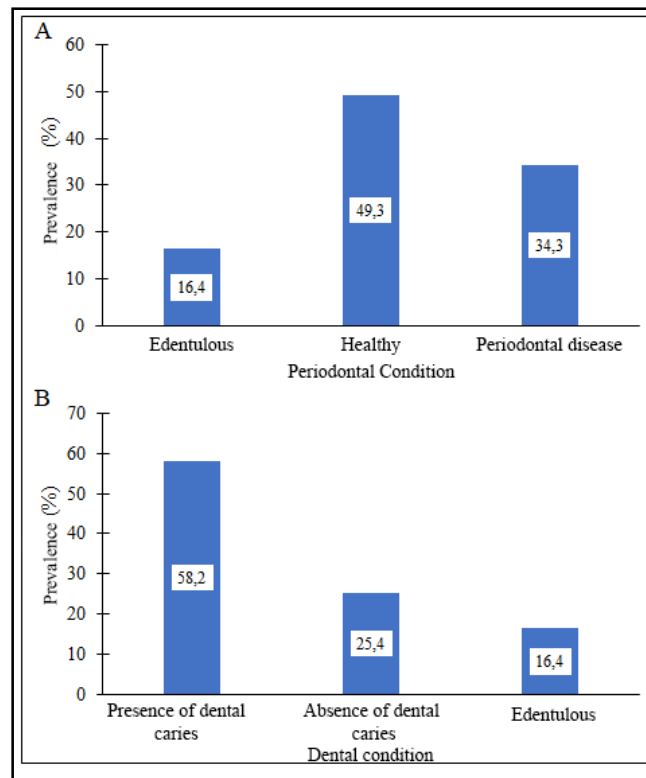 A
60
50
40
30
20
10
0
Prevalence (%)
16,4
49,3
34,3
Edentulous Healthy Periodontal disease
Periodontal Condition
B
70
60
50
40
30
20
10
0
Prevalence (%)
58,2
25,4
16,4
Presence of dental caries
Absence of dental caries
Edentulous
Dental condition